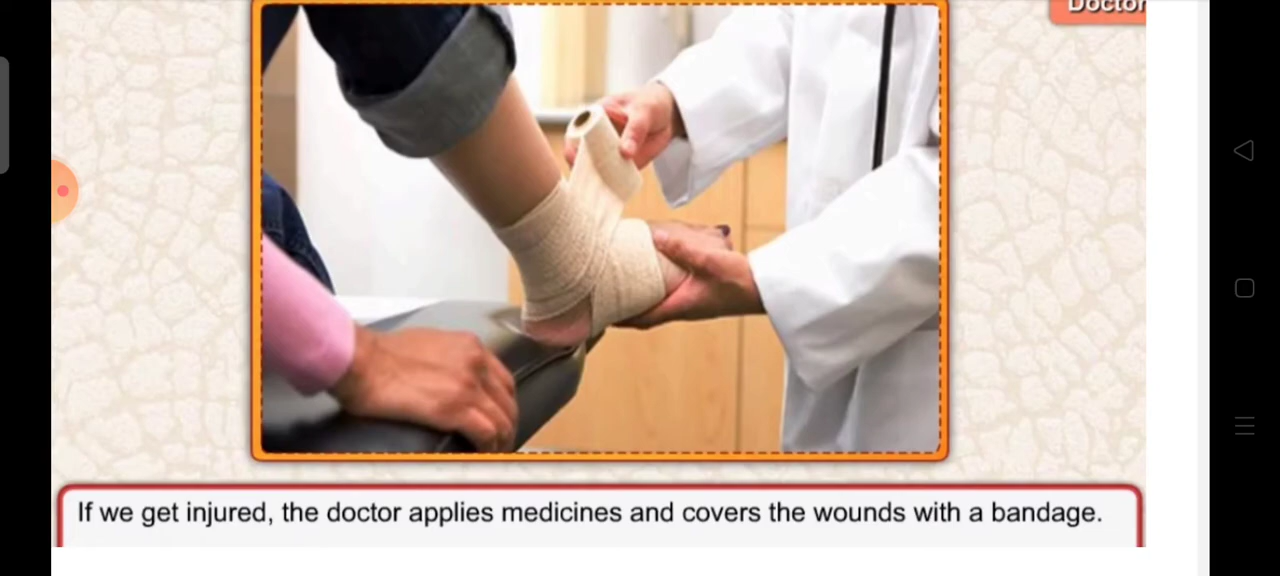 Doctor
If we get injured, the doctor applies medicines and covers the wounds with a bandage.